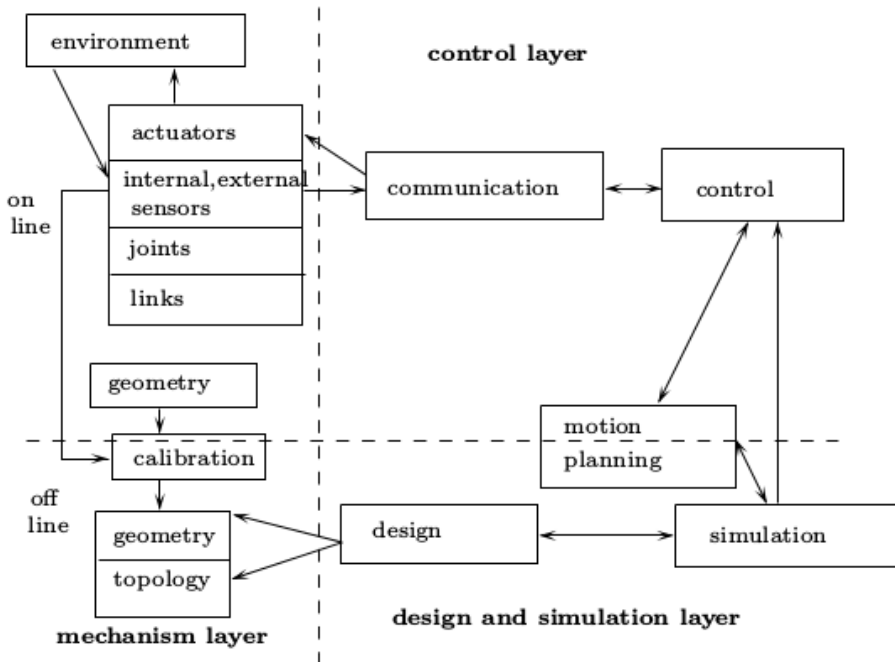 environment
control layer
actuators
internal,external
sensors
communication
control
on
line
joints
links
geometry
motion
planning
calibration
off
line
geometry
design
simulation
topology
design and simulation layer
mechanism layer